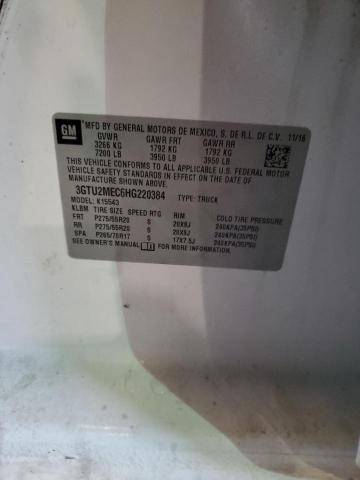 GM
MFD BY GENERAL MOTORS DE MEXICO, S. DE R.L. DE C.V. 11/16
GVWR GAWR FRT GAWR RR
3266 KG 1792 KG 1792 KG
7200 LB 3950 LB 3950 LB
THIS VEHICLE CONFORMS TO ALL APPLICABLE U.S. FEDERAL MOTOR
VEHICLE SAFETY, BUMPER, AND THEFT PREVENTION STANDARDS IN
EFFECT ON THE DATE OF MANUFACTURE SHOWN ABOVE.
3GTU2MEC6HG220384 TYPE: TRUCK
MODEL: K15543
KLBM TIRE SIZE SPEED RTG RIM COLD TIRE PRESSURE
FRT P275/55R20 S 20X9J 240KPA(35PSI)
RR P275/55R20 S 20X9J 240KPA(35PSI)
SPA P265/70R17 S 17X7.5J 240KPA(35PSI)
SEE OWNER MANUAL FOR MORE INFORMATION.